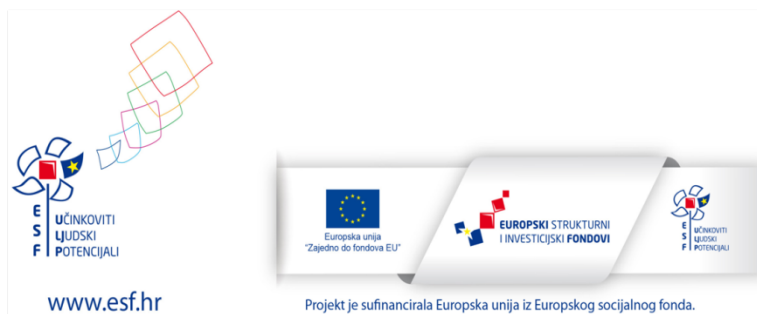 E S F
UČINKOVITI
LJUDSKI
POTENCIJALI
www.esf.hr
Europska unija
"Zajedno do fondova EU"
EUROPSKI STRUKTURNI
I INVESTICIJSKI FONDOVI
E S F
UČINKOVITI
LJUDSKI
POTENCIJALI
Projekt je sufinancirala Europska unija iz Europskog socijalnog fonda.